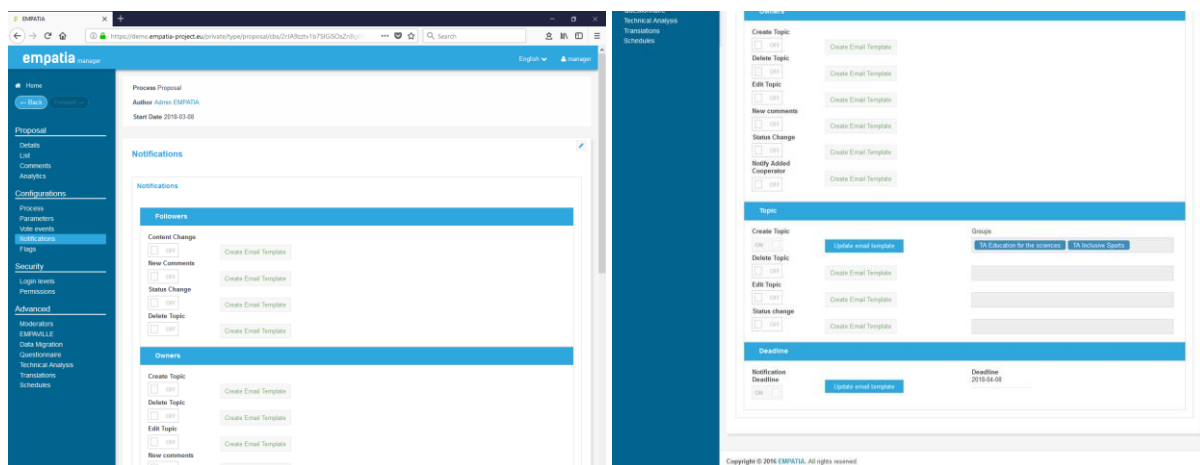 EMPATIA
https://demo.empatia-project.eu/private/type/proposal/cbs/
Search
empatia manager
English
manager
Home
Back
Forward
Proposal
Details
List
Comments
Analytics
Configurations
Process
Parameters
Vote events
Notifications
Flags
Security
Login levels
Permissions
Advanced
Moderators
EMPAVILLE
Data Migration
Questionnaire
Technical Analysis
Translations
Schedules
Process Proposal
Author Admin EMPATIA
Start Date 2018-03-08
Notifications
Notifications
Followers
Content Change
OFF Create Email Template
New Comments
OFF Create Email Template
Status Change
OFF Create Email Template
Delete Topic
OFF Create Email Template
Owners
Create Topic
OFF Create Email Template
Delete Topic
OFF Create Email Template
Edit Topic
OFF Create Email Template
New comments
Questionnaire
Technical Analysis
Translations
Schedules
Owners
Create Topic
OFF Create Email Template
Delete Topic
OFF Create Email Template
Edit Topic
OFF Create Email Template
New comments
OFF Create Email Template
Status Change
OFF Create Email Template
Notify Added
Cooperator
OFF Create Email Template
Topic
Create Topic Groups
ON Update email template TA Education for the sciences TA Inclusive Sports
Delete Topic
OFF Create Email Template
Edit Topic
OFF Create Email Template
Status change
OFF Create Email Template
Deadline
Notification Deadline
Deadline 2018-04-08
ON Update email template
Copyright © 2016 EMPATIA. All rights reserved.